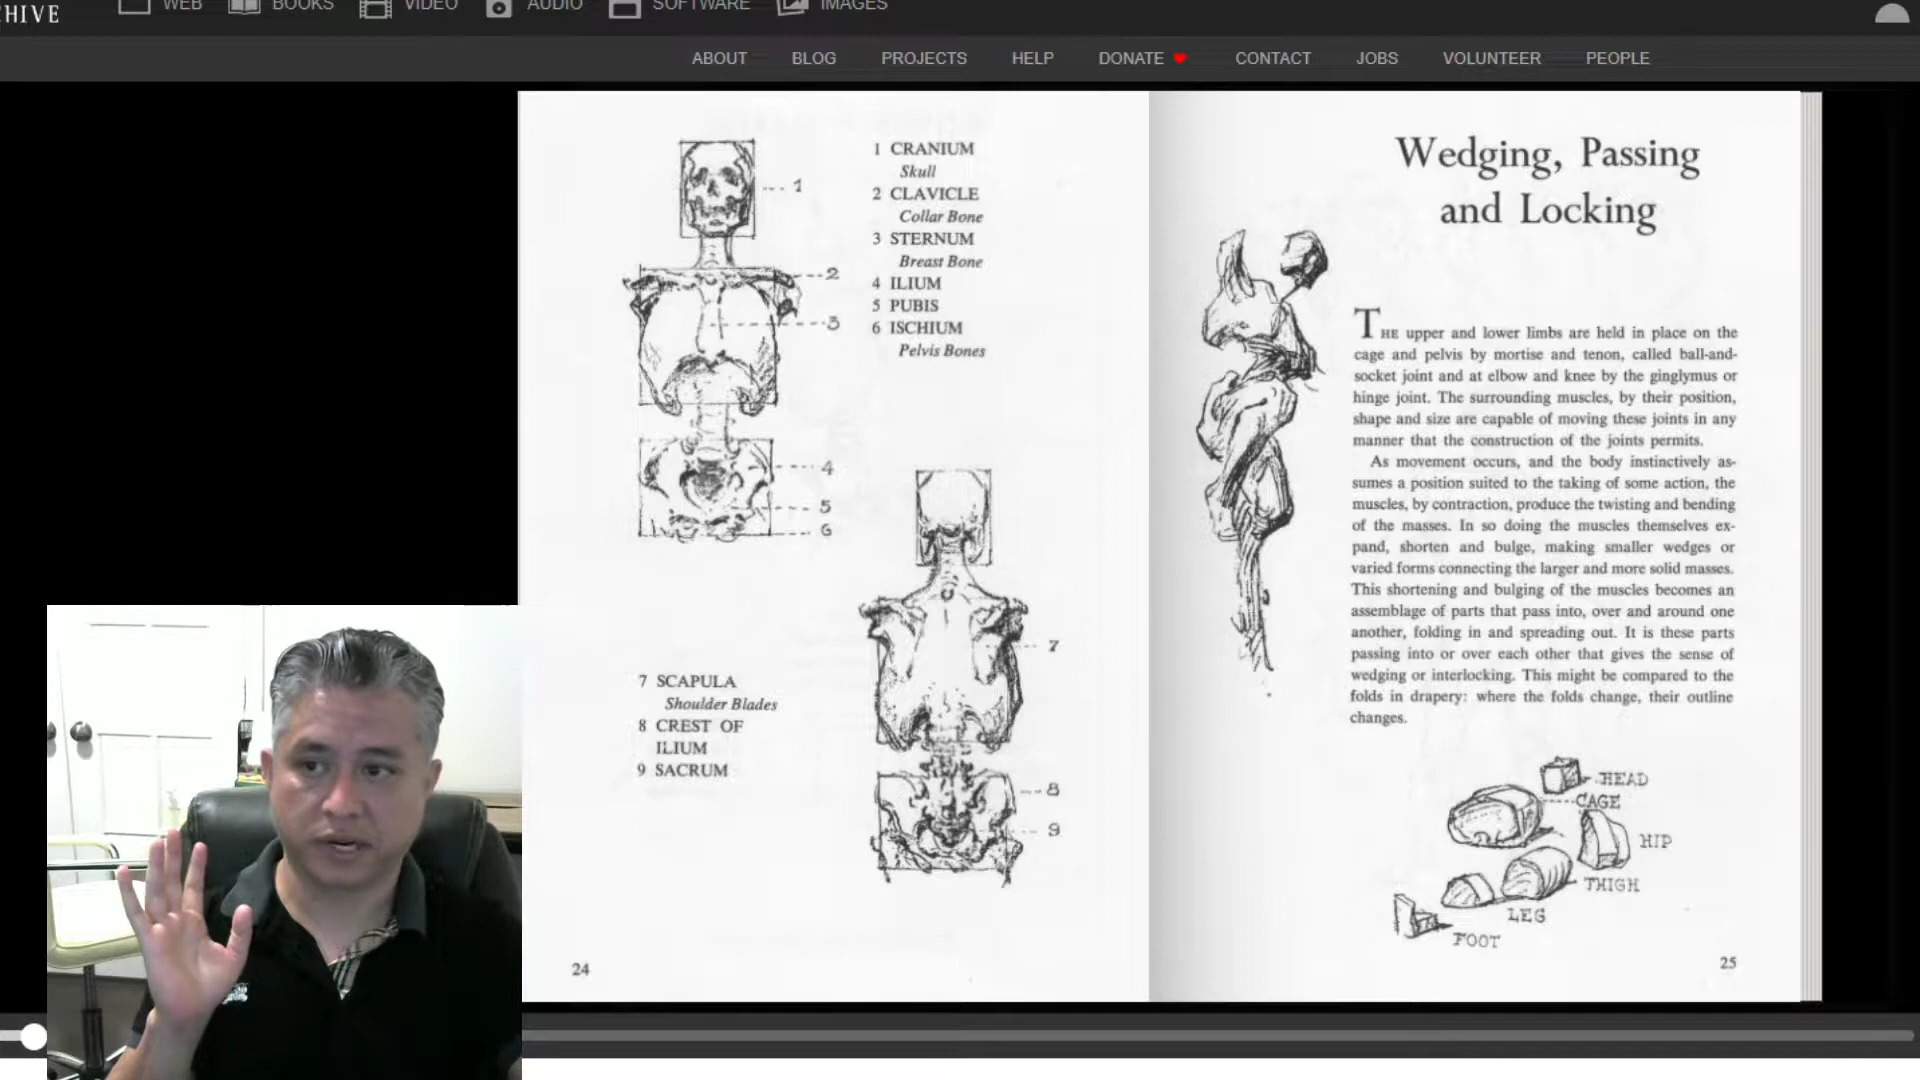 CHIVE
WEB
BOOKS
VIDEO
AUDIO
SOFTWARE
IMAGES
ABOUT
BLOG
PROJECTS
HELP
DONATE
CONTACT
JOBS
VOLUNTEER
PEOPLE
1 CRANIUM
Skull
2 CLAVICLE
Collar Bone
3 STERNUM
Breast Bone
4 ILIUM
5 PUBIS
6 ISCHIUM
Pelvis Bones
1
2
3
4
5
6
7 SCAPULA
Shoulder Blades
8 CREST OF
ILIUM
9 SACRUM
7
8
9
24
Wedging, Passing
and Locking
THE upper and lower limbs are held in place on the
cage and pelvis by mortise and tenon, called ball-and-
socket joint and at elbow and knee by the ginglymus or
hinge joint. The surrounding muscles, by their position,
shape and size are capable of moving these joints in any
manner that the construction of the joints permits.
As movement occurs, and the body instinctively as-
sumes a position suited to the taking of some action, the
muscles, by contraction, produce the twisting and bending
of the masses. In so doing the muscles themselves ex-
pand, shorten and bulge, making smaller wedges or
varied forms connecting the larger and more solid masses.
This shortening and bulging of the muscles becomes an
assemblage of parts that pass into, over and around one
another, folding in and spreading out. It is these parts
passing into or over each other that gives the sense of
wedging or interlocking. This might be compared to the
folds in drapery: where the folds change, their outline
changes.
HEAD
CAGE
HIP
THIGH
LEG
FOOT
25